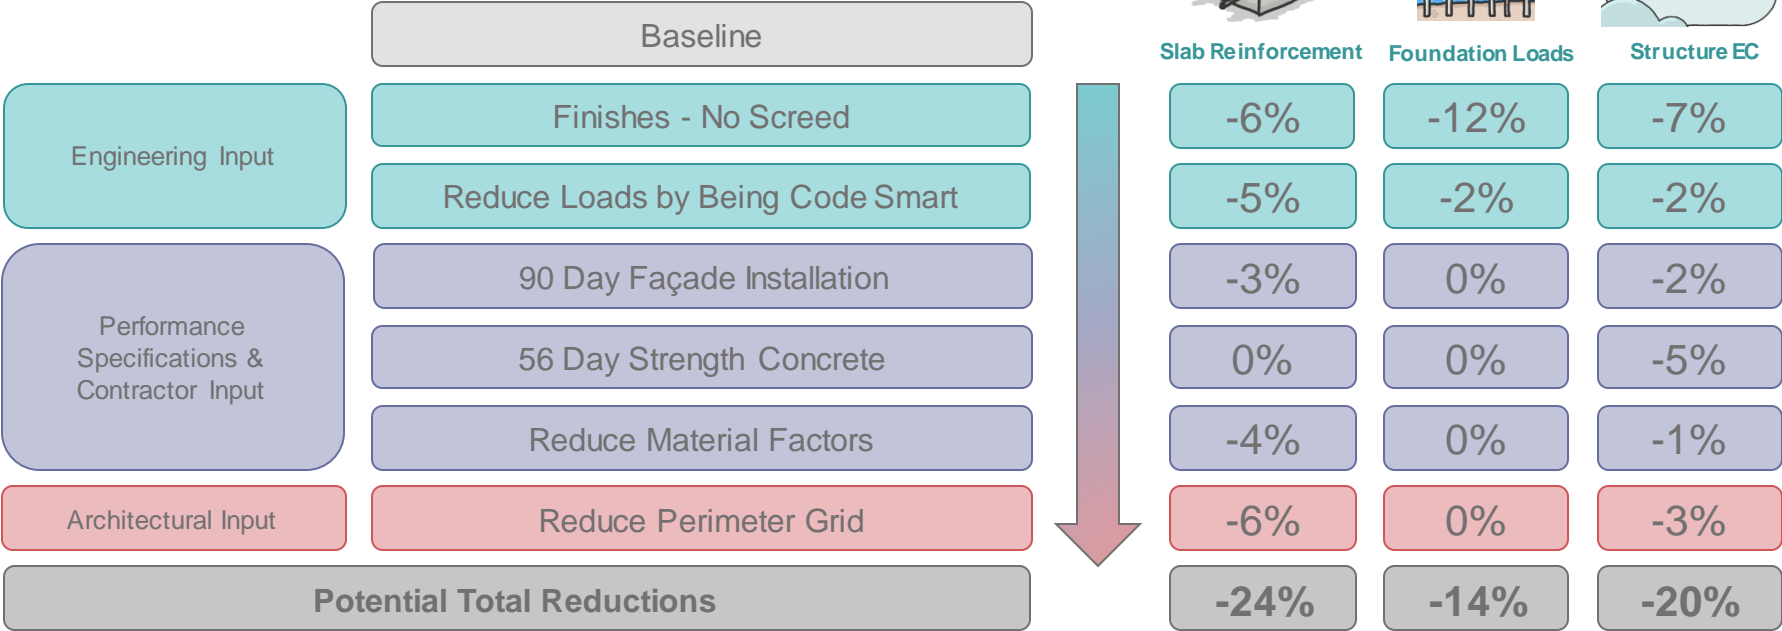 Baseline
Slab Reinforcement
Foundation Loads
Structure EC
Engineering Input
Finishes - No Screed
-6%
-12%
-7%
Reduce Loads by Being Code Smart
-5%
-2%
-2%
Performance
Specifications &
Contractor Input
90 Day Façade Installation
-3%
0%
-2%
56 Day Strength Concrete
0%
0%
-5%
Reduce Material Factors
-4%
0%
-1%
Architectural Input
Reduce Perimeter Grid
-6%
0%
-3%
Potential Total Reductions
-24%
-14%
-20%